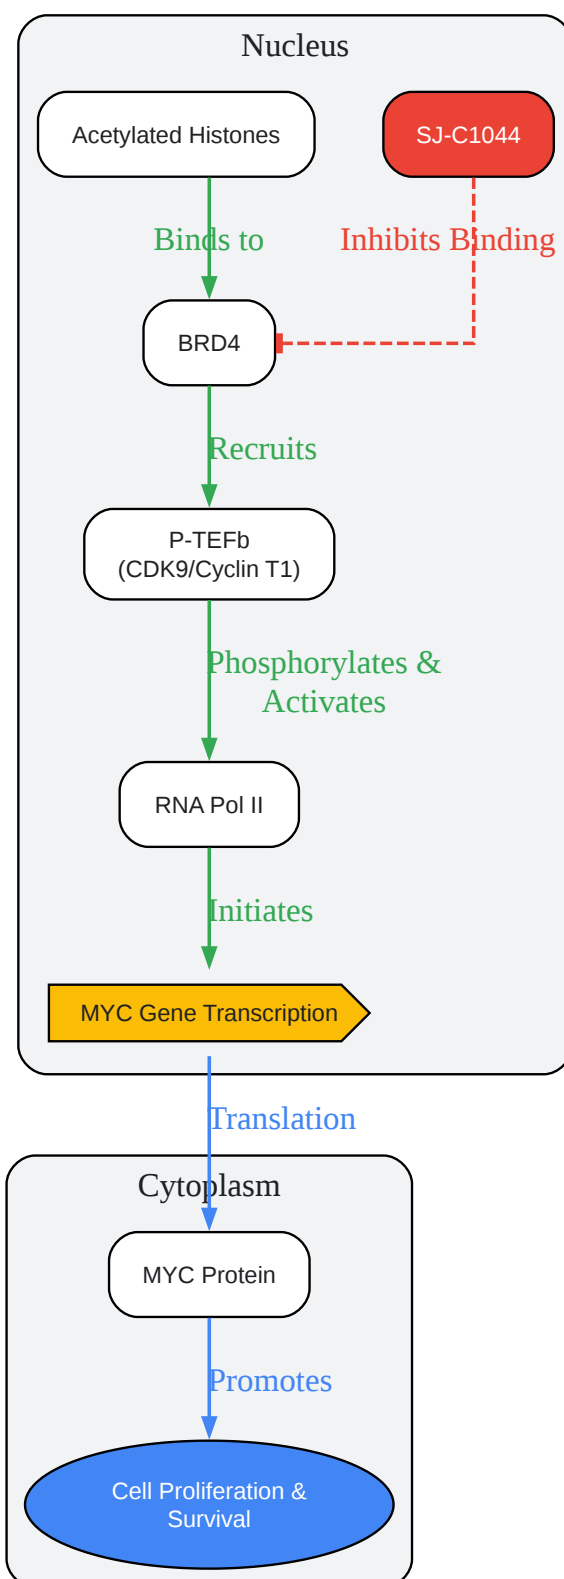 Nucleus
Acetylated Histones
SJ-C1044
Binds to
Inhibits Binding
BRD4
Recruits
P-TEFb
(CDK9/Cyclin T1)
Phosphorylates &
Activates
RNA Pol II
Initiates
MYC Gene Transcription
Translation
Cytoplasm
MYC Protein
Promotes
Cell Proliferation &
Survival